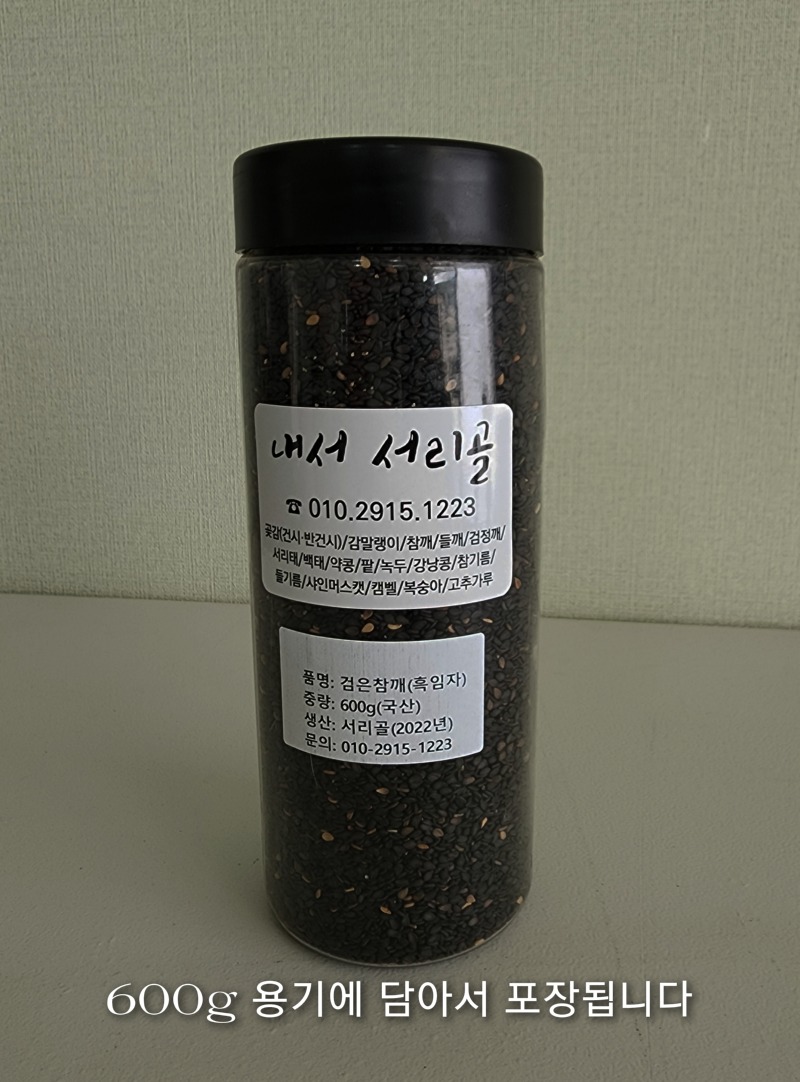 내서 서리골
☎ 010.2915.1223
곶감(건시·반건시)/감말랭이/참깨/들깨/검정깨/
서리태/백태/약콩/팥/녹두/강낭콩/참기름/
들기름/샤인머스캣/캠벨/복숭아/고추가루
품명: 검은참깨(흑임자)
중량: 600g(국산)
생산: 서리골(2022년)
문의: 010-2915-1223
600g 용기에 담아서 포장됩니다